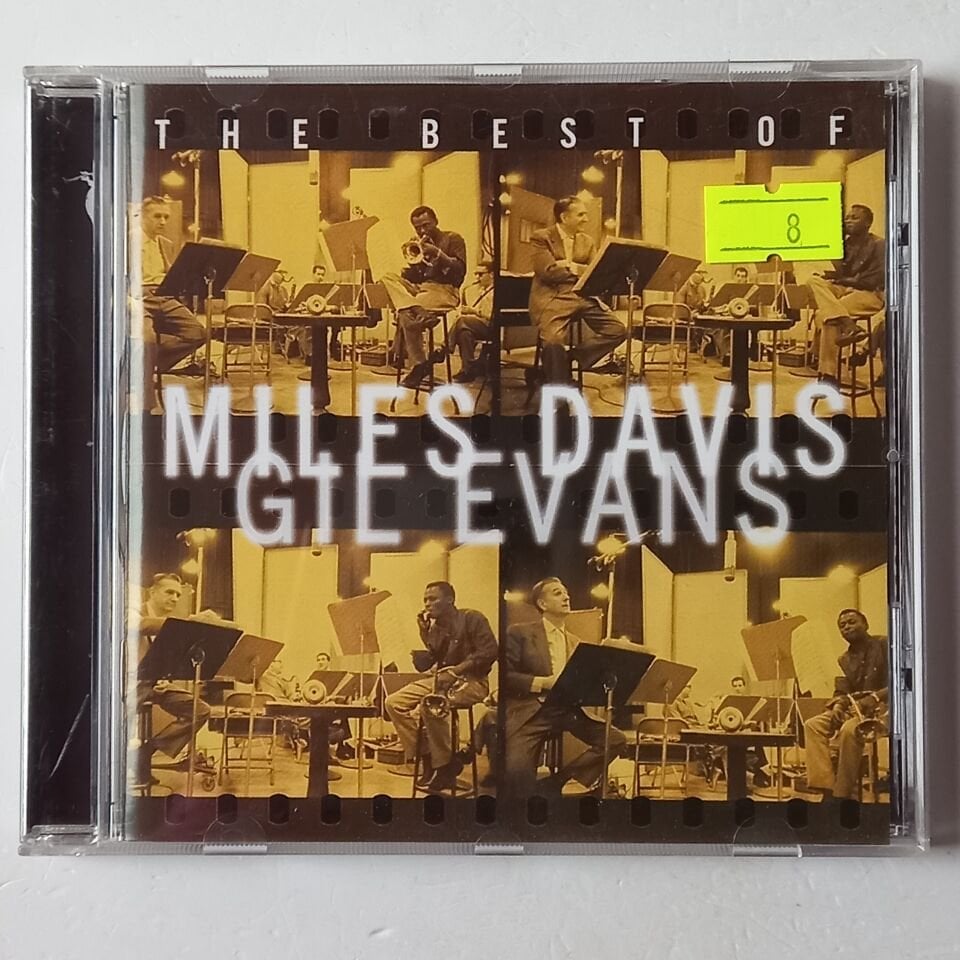 THE BEST OF
8
MILES DAVIS
GIL EVANS